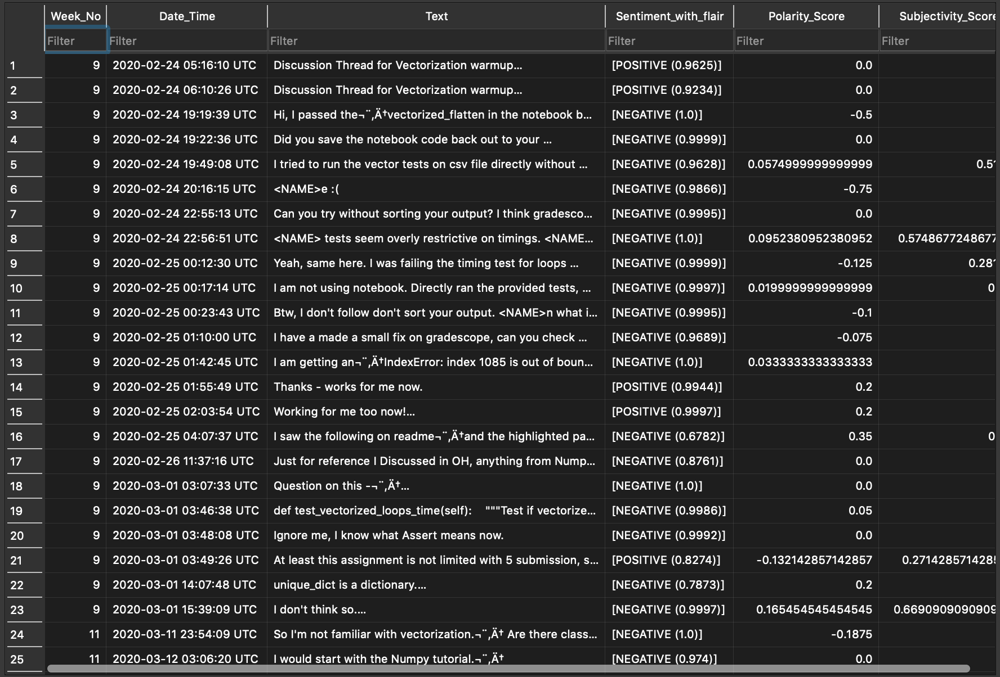 Week_No Date_Time Text Sentiment_with_flair Polarity_Score Subjectivity_Score
Filter Filter Filter Filter Filter Filter
1 9 2020-02-24 05:16:10 UTC Discussion Thread for Vectorization warmup... [POSITIVE (0.9625)] 0.0
2 9 2020-02-24 06:10:26 UTC Discussion Thread for Vectorization warmup... [POSITIVE (0.9234)] 0.0
3 9 2020-02-24 19:19:39 UTC Hi, I passed the¬¨‚Ć​vectorized_flatten in the notebook b... [NEGATIVE (1.0)] -0.5
4 9 2020-02-24 19:22:36 UTC Did you save the notebook code back out to your ... [NEGATIVE (0.9999)] 0.0
5 9 2020-02-24 19:49:08 UTC I tried to run the vector tests on csv file directly without ... [NEGATIVE (0.9628)] 0.0574999999999999 0.51
6 9 2020-02-24 20:16:15 UTC <NAME>e :( [NEGATIVE (0.9866)] -0.75
7 9 2020-02-24 22:55:13 UTC Can you try without sorting your output? I think gradesco... [NEGATIVE (0.9995)] 0.0
8 9 2020-02-24 22:56:51 UTC <NAME> tests seem overly restrictive on timings. <NAME... [NEGATIVE (1.0)] 0.0952380952380952 0.5748677248677
9 9 2020-02-25 00:12:30 UTC Yeah, same here. I was failing the timing test for loops ... [NEGATIVE (0.9999)] -0.125 0.281
10 9 2020-02-25 00:17:14 UTC I am not using notebook. Directly ran the provided tests, ... [NEGATIVE (0.9997)] 0.0199999999999999 0
11 9 2020-02-25 00:23:43 UTC Btw, I don't follow don't sort your output. <NAME>n what i... [NEGATIVE (0.9995)] -0.1
12 9 2020-02-25 01:10:00 UTC I have a made a small fix on gradescope, can you check ... [NEGATIVE (0.9689)] -0.075
13 9 2020-02-25 01:42:45 UTC I am getting an¬¨‚Ä†IndexError: index 1085 is out of boun... [NEGATIVE (1.0)] 0.0333333333333333
14 9 2020-02-25 01:55:49 UTC Thanks - works for me now. [POSITIVE (0.9944)] 0.2
15 9 2020-02-25 02:03:54 UTC Working for me too now!... [POSITIVE (0.9997)] 0.2
16 9 2020-02-25 04:07:37 UTC I saw the following on readme¬¨‚Ä†and the highlighted pa... [NEGATIVE (0.6782)] 0.35 0
17 9 2020-02-26 11:37:16 UTC Just for reference I Discussed in OH, anything from Nump... [NEGATIVE (0.8761)] 0.0
18 9 2020-03-01 03:07:33 UTC Question on this -¬¨‚Ä†... [NEGATIVE (1.0)] 0.0
19 9 2020-03-01 03:46:38 UTC def test_vectorized_loops_time(self): """Test if vectorize... [NEGATIVE (0.9986)] 0.05
20 9 2020-03-01 03:48:08 UTC Ignore me, I know what Assert means now. [NEGATIVE (0.9992)] 0.0
21 9 2020-03-01 03:49:26 UTC At least this assignment is not limited with 5 submission, s... [POSITIVE (0.8274)] -0.132142857142857 0.271428571428
22 9 2020-03-01 14:07:48 UTC unique_dict is a dictionary.... [NEGATIVE (0.7873)] 0.2
23 9 2020-03-01 15:39:09 UTC I don't think so.... [NEGATIVE (0.9997)] 0.165454545454545 0.6690909090909
24 11 2020-03-11 23:54:09 UTC So I'm not familiar with vectorization.¬¨‚Ä† Are there class... [NEGATIVE (1.0)] -0.1875
25 11 2020-03-12 03:06:20 UTC I would start with the Numpy tutorial.¬¨‚Ä† [NEGATIVE (0.974)] 0.0